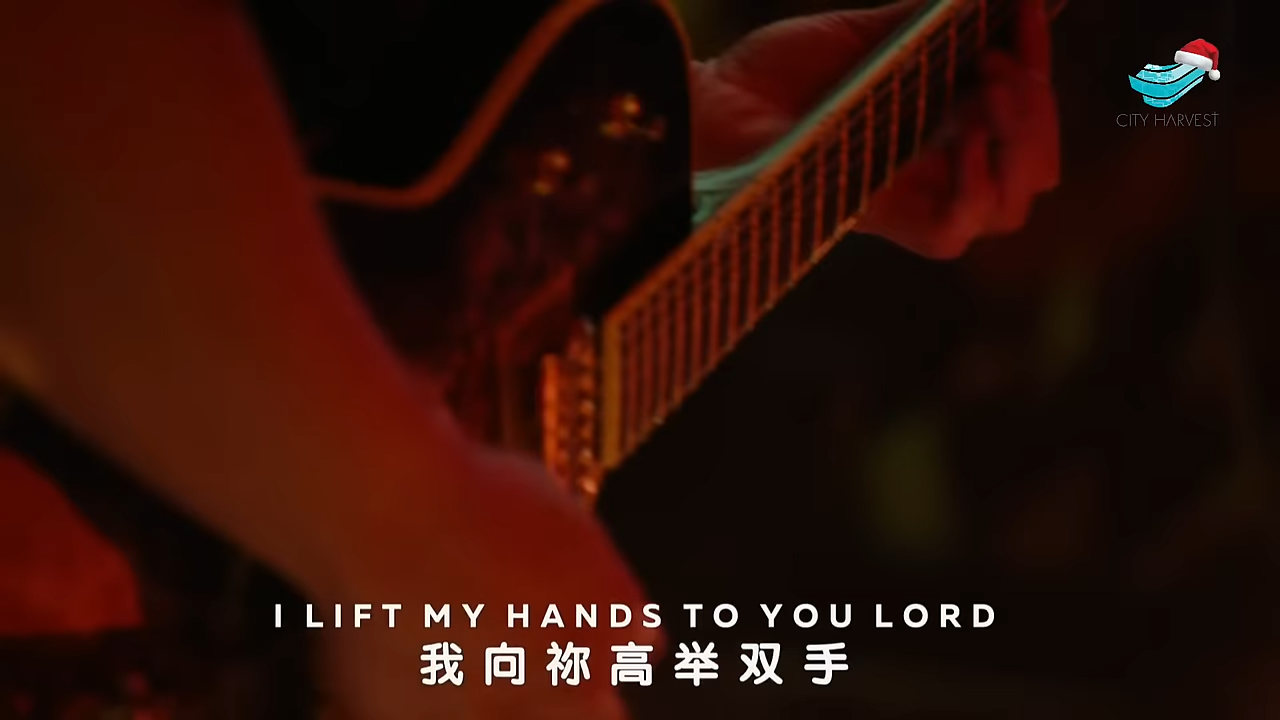 CITY HARVEST
I LIFT MY HANDS TO YOU LORD
我向祢高举双手